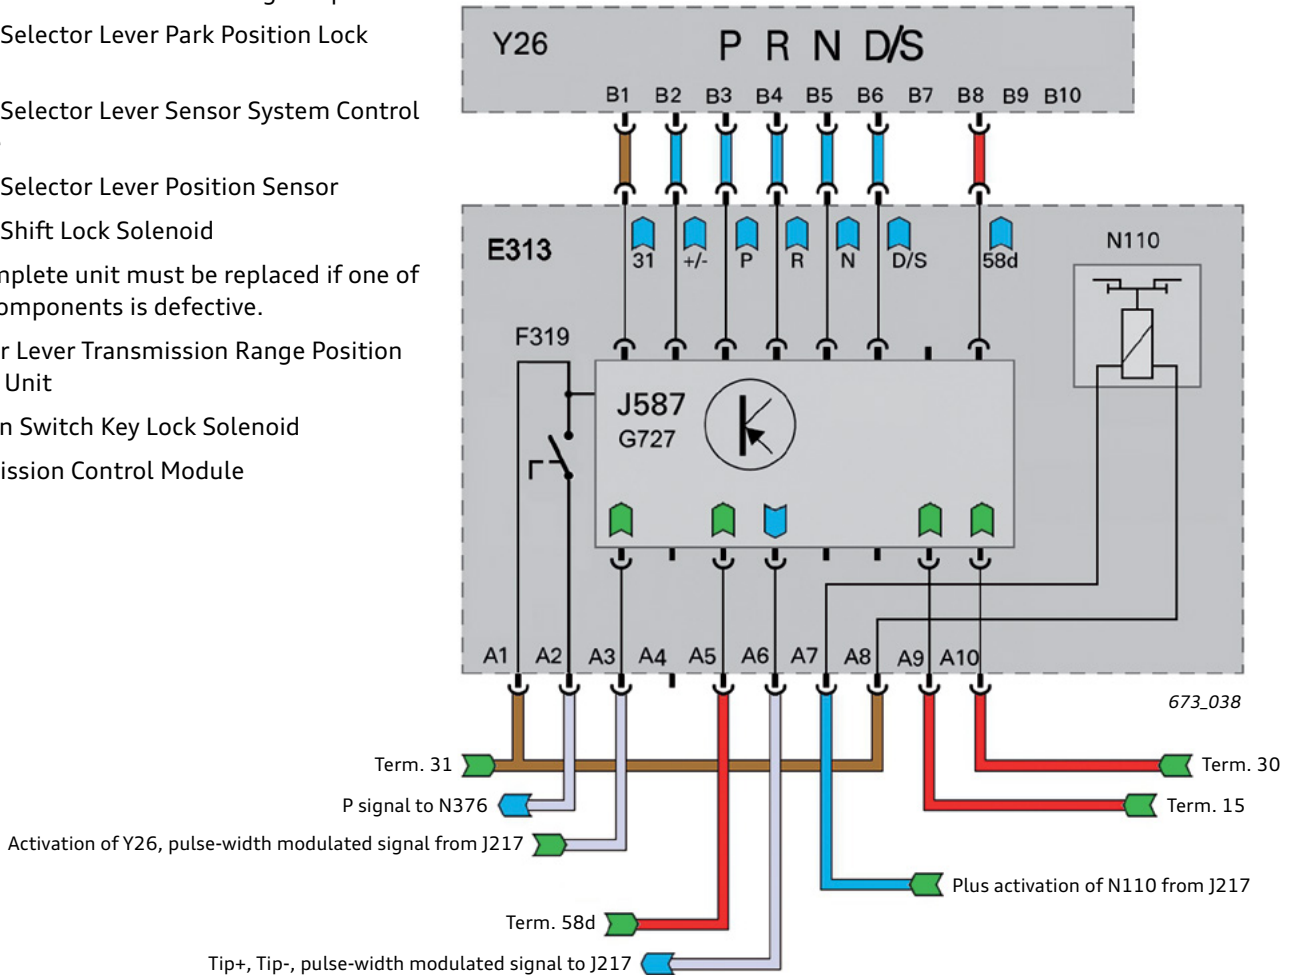 Selector Lever Park Position Lock
Selector Lever Sensor System Control
Selector Lever Position Sensor
Shift Lock Solenoid
mplete unit must be replaced if one of
omponents is defective.
r Lever Transmission Range Position
Unit
n Switch Key Lock Solenoid
ission Control Module
Y26 P R N D/S
B1 B2 B3 B4 B5 B6 B7 B8 B9 B10
E313
31 +/- P R N D/S 58d
N110
F319
J587
G727
A1 A2 A3 A4 A5 A6 A7 A8 A9 A10
673_038
Term. 31
Term. 30
P signal to N376
Term. 15
Activation of Y26, pulse-width modulated signal from J217
Plus activation of N110 from J217
Term. 58d
Tip+, Tip-, pulse-width modulated signal to J217